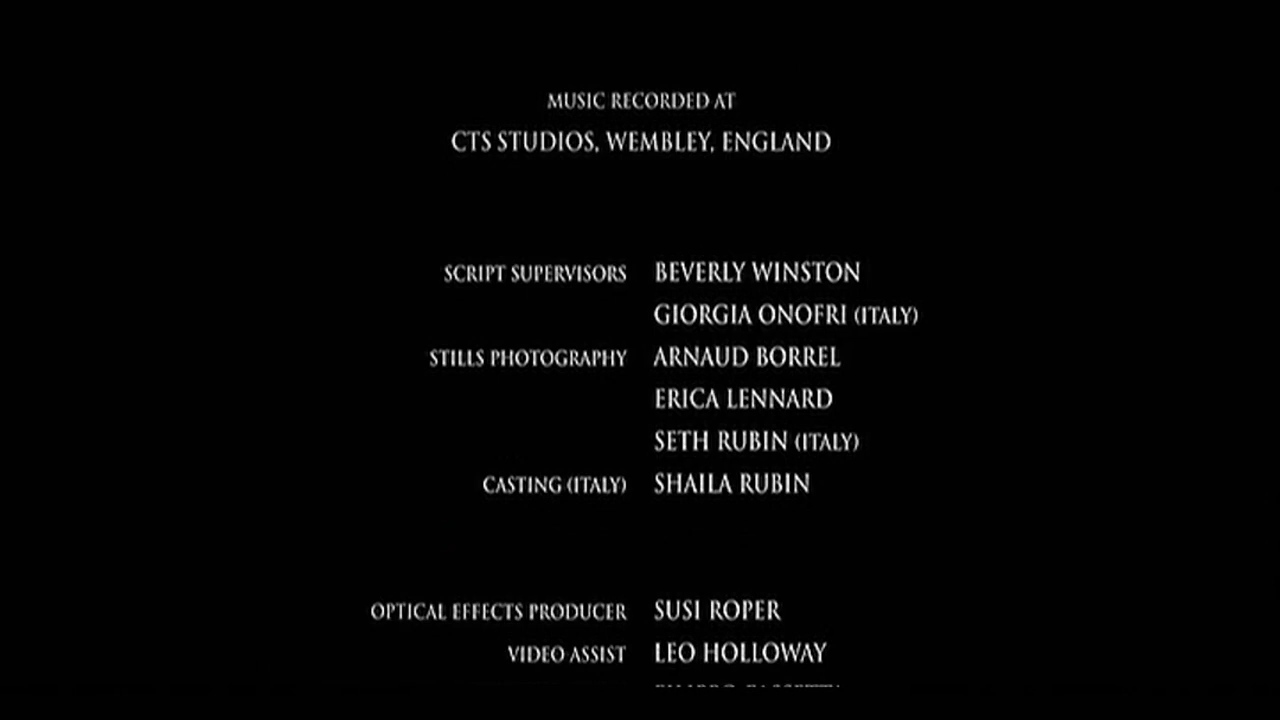 MUSIC RECORDED AT
CTS STUDIOS, WEMBLEY, ENGLAND
SCRIPT SUPERVISORS BEVERLY WINSTON
GIORGIA ONOFRI (ITALY)
STILLS PHOTOGRAPHY ARNAUD BORREL
ERICA LENNARD
SETH RUBIN (ITALY)
CASTING (ITALY) SHAILA RUBIN
OPTICAL EFFECTS PRODUCER SUSI ROPER
VIDEO ASSIST LEO HOLLOWAY